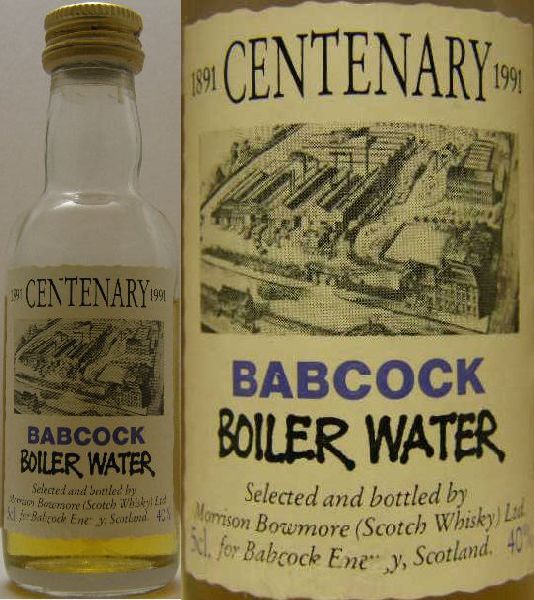 1891 CENTENARY 1991
BABCOCK
BOILER WATER
Selected and bottled by
Morrison Bowmore (Scotch Whisky) Ltd.
5cl. for Babcock Ene y, Scotland. 40%
1891 CENTENARY 1991
BABCOCK
BOILER WATER
Selected and bottled by
Morrison Bowmore (Scotch Whisky) Ltd.
5cl. for Babcock Ene y, Scotland. 40%